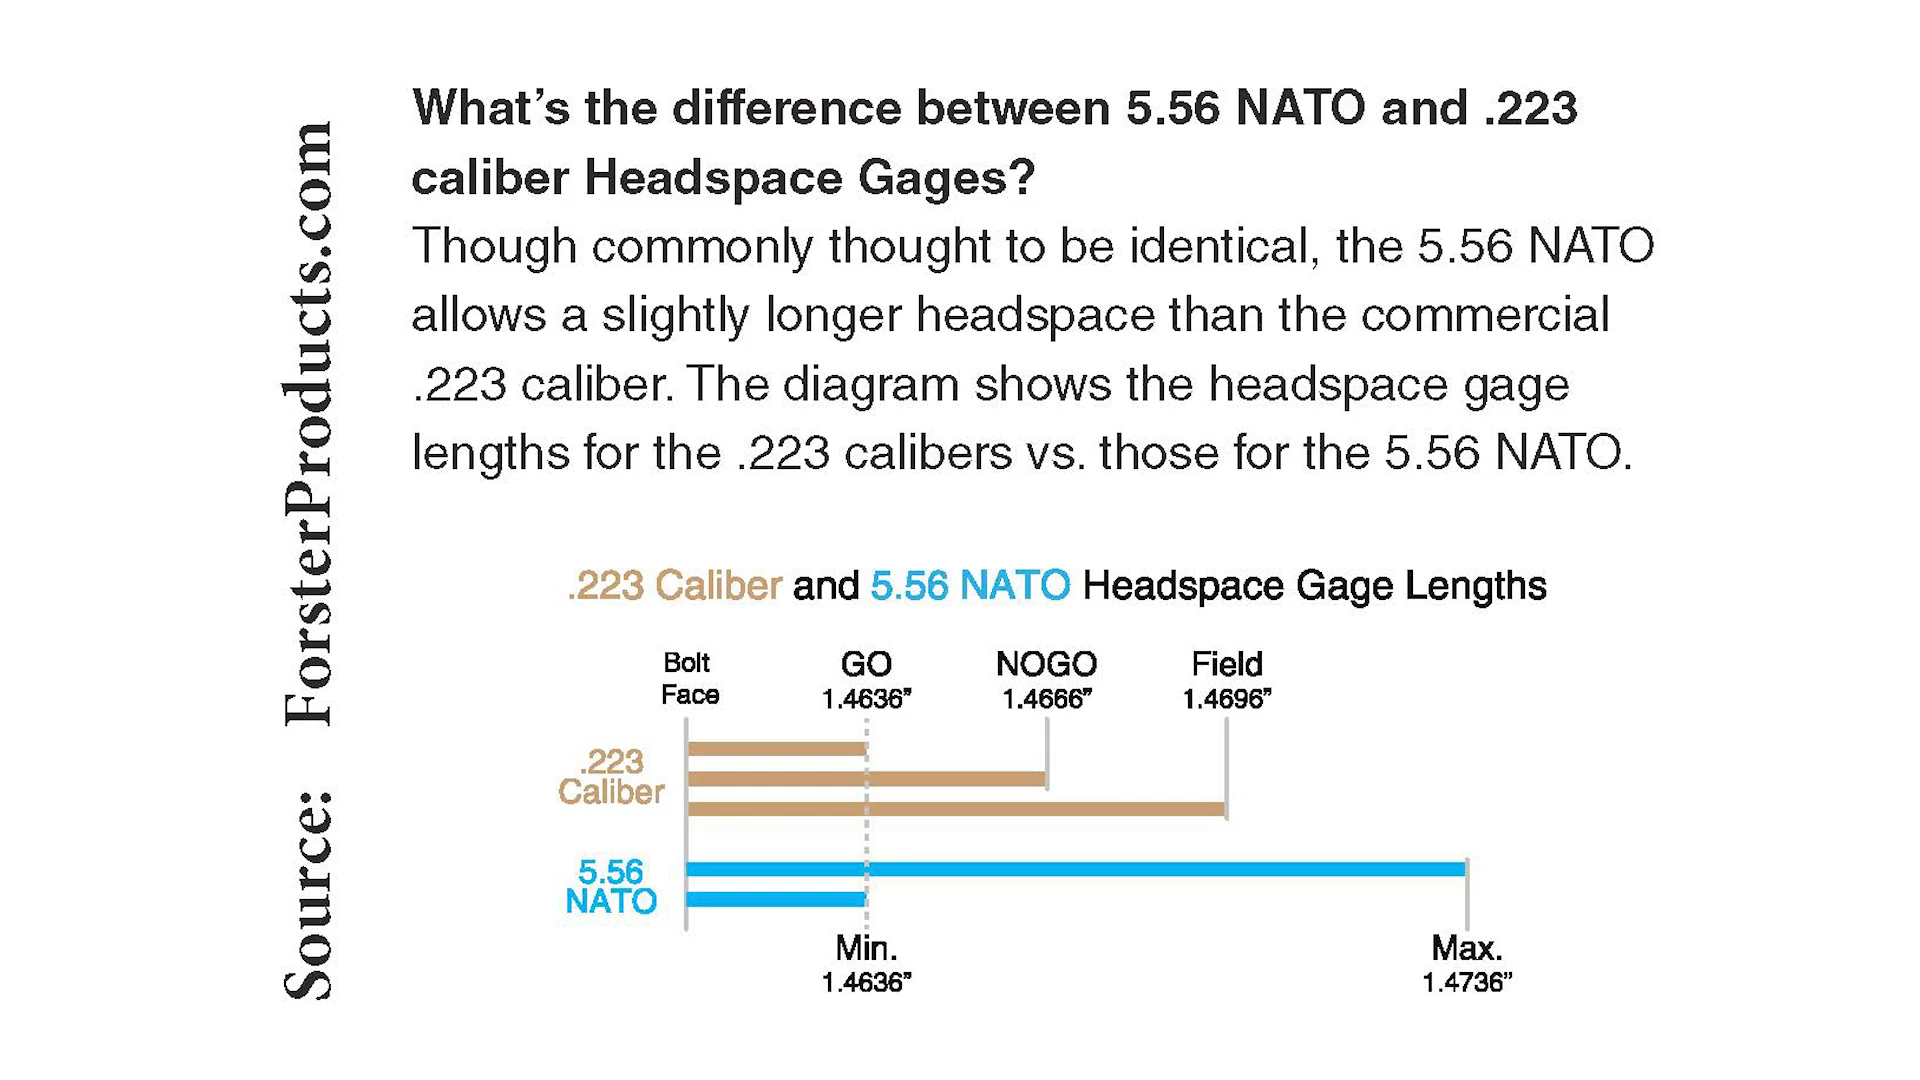 Source: ForsterProducts.com
What’s the difference between 5.56 NATO and .223
caliber Headspace Gages?
Though commonly thought to be identical, the 5.56 NATO
allows a slightly longer headspace than the commercial
.223 caliber. The diagram shows the headspace gage
lengths for the .223 calibers vs. those for the 5.56 NATO.
.223 Caliber and 5.56 NATO Headspace Gage Lengths
Bolt
Face
GO
1.4636”
NOGO
1.4666”
Field
1.4696”
.223
Caliber
5.56
NATO
Min.
1.4636”
Max.
1.4736”